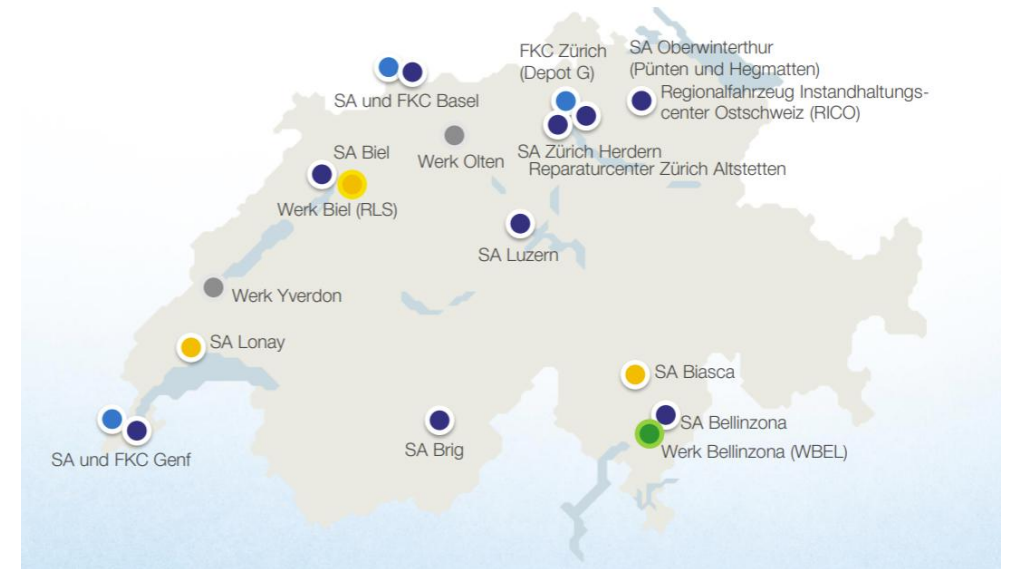 FKC Zürich
(Depot G)
SA Oberwinterthur
(Pünten und Hegmatten)
Regionalfahrzeug Instandhaltungs-
center Ostschweiz (RICO)
SA und FKC Basel
SA Biel
Werk Olten
SA Zürich Herdern
Reparaturcenter Zürich Altstetten
Werk Biel (RLS)
SA Luzern
Werk Yverdon
SA Lonay
SA Biasca
SA Bellinzona
SA Brig
Werk Bellinzona (WBEL)
SA und FKC Genf